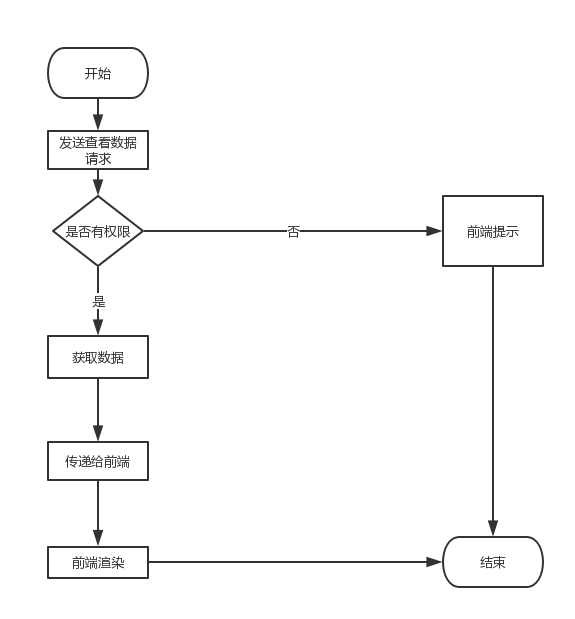 开始
发送查看数据
请求
是否有权限
否
前端提示
是
获取数据
传递给前端
前端渲染
结束